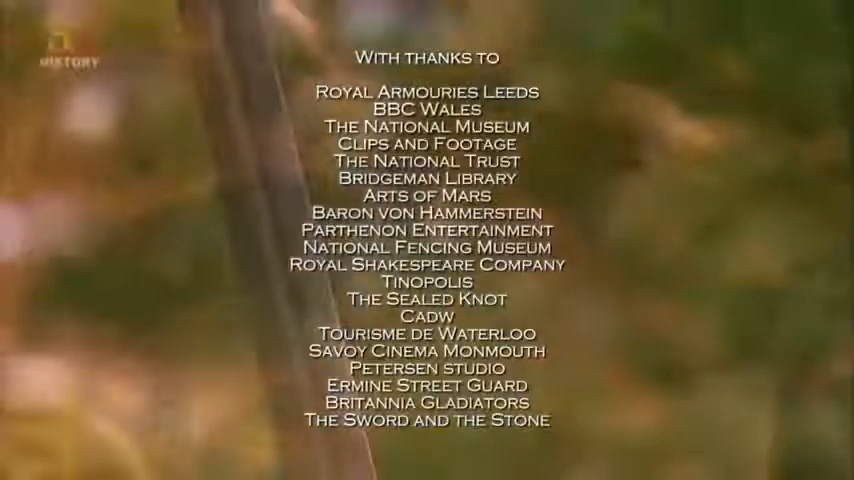 HISTORY
WITH THANKS TO
ROYAL ARMOURIES LEEDS
BBC WALES
THE NATIONAL MUSEUM
CLIPS AND FOOTAGE
THE NATIONAL TRUST
BRIDGEMAN LIBRARY
ARTS OF MARS
BARON VON HAMMERSTEIN
PARTHENON ENTERTAINMENT
NATIONAL FENCING MUSEUM
ROYAL SHAKESPEARE COMPANY
TINOPOLIS
THE SEALED KNOT
CADW
TOURISME DE WATERLOO
SAVOY CINEMA MONMOUTH
PETERSEN STUDIO
ERMINE STREET GUARD
BRITANNIA GLADIATORS
THE SWORD AND THE STONE